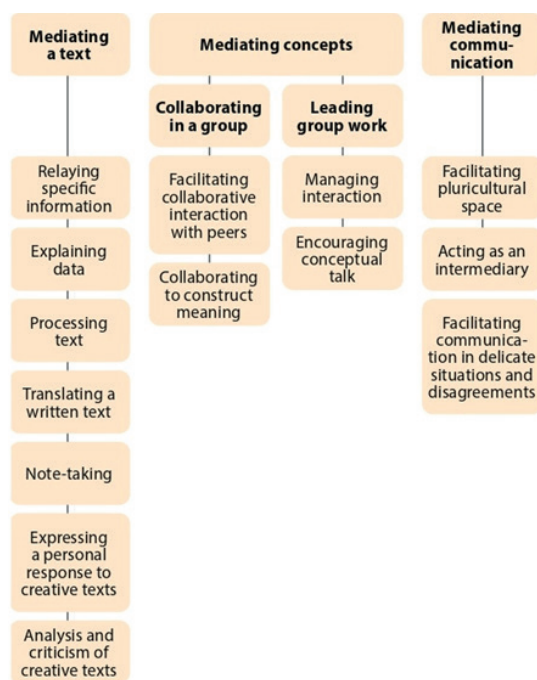 Mediating
a text
Relaying
specific
information
Explaining
data
Processing
text
Translating a
written text
Note-taking
Expressing
a personal
response to
creative texts
Analysis and
criticism of
creative texts
Mediating concepts
Collaborating
in a group
Facilitating
collaborative
interaction
with peers
Collaborating
to construct
meaning
Leading
group work
Managing
interaction
Encouraging
conceptual
talk
Mediating
commu-
nication
Facilitating
pluricultural
space
Acting as an
intermediary
Facilitating
communica-
tion in delicate
situations and
disagreements